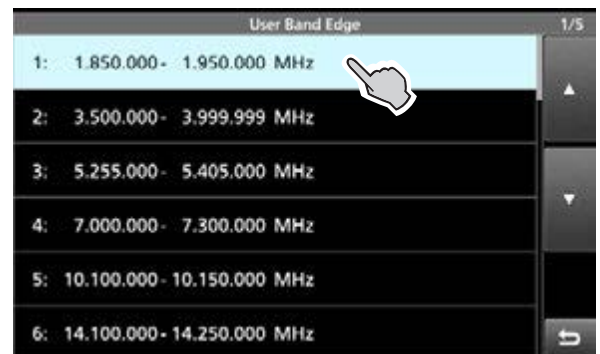 User Band Edge 1/5
1: 1.850.000- 1.950.000 MHz
2: 3.500.000- 3.999.999 MHz
3: 5.255.000- 5.405.000 MHz
4: 7.000.000- 7.300.000 MHz
5: 10.100.000-10.150.000 MHz
6: 14.100.000-14.250.000 MHz